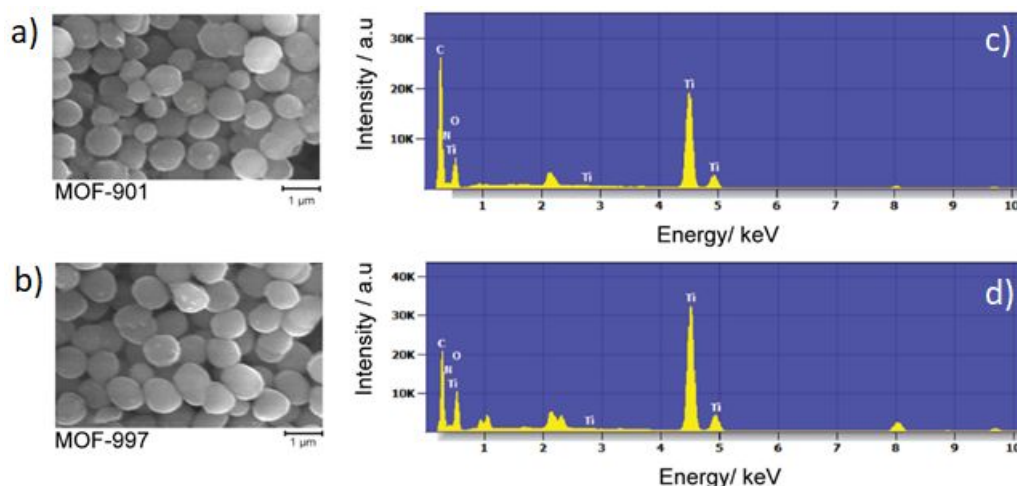 a)
MOF-901
1 µm
c)
Intensity / a.u
30K
20K
10K
C
N
O
Ti
Ti
Ti
Ti
1 2 3 4 5 6 7 8 9 10
Energy/ keV
b)
MOF-997
1 µm
d)
Intensity / a.u
40K
30K
20K
10K
C
N
O
Ti
Ti
Ti
Ti
1 2 3 4 5 6 7 8 9 10
Energy/ keV